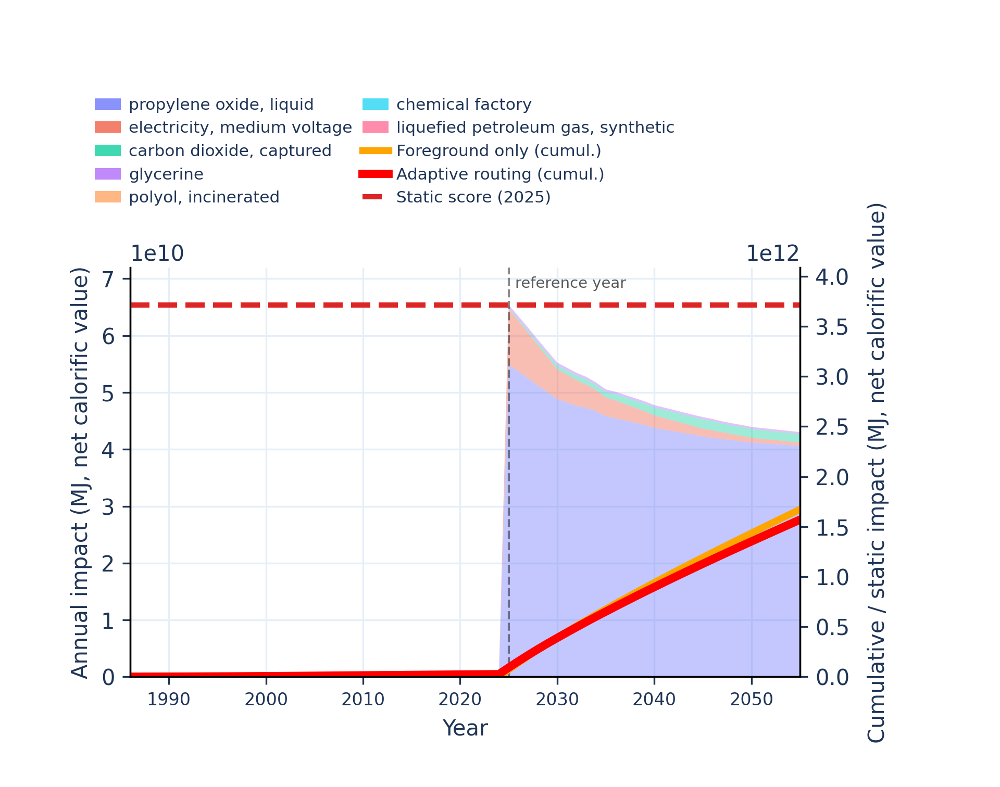 propylene oxide, liquid
electricity, medium voltage
carbon dioxide, captured
glycerine
polyol, incinerated
chemical factory
liquefied petroleum gas, synthetic
Foreground only (cumul.)
Adaptive routing (cumul.)
Static score (2025)
1e10
1e12
reference year
7
6
5
4
3
2
1
0
Annual impact (MJ, net calorific value)
4.0
3.5
3.0
2.5
2.0
1.5
1.0
0.5
0.0
Cumulative / static impact (MJ, net calorific value)
1990 2000 2010 2020 2030 2040 2050
Year